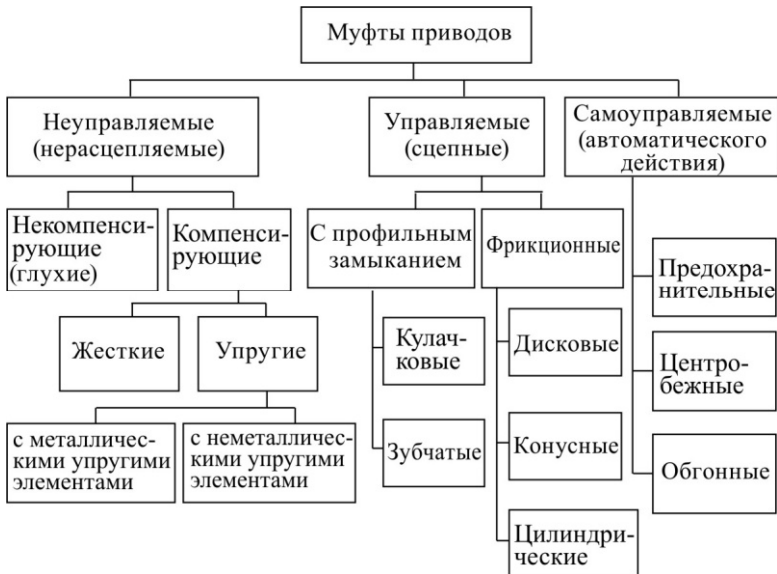 Муфты приводов
Неуправляемые
(нерасцепляемые)
Управляемые
(сцепные)
Самоуправляемые
(автоматического
действия)
Некомпенси-
рующие
(глухие)
Компенси-
рующие
С профильным
замыканием
Фрикционные
Жесткие
Упругие
с металличес-
кими упругими
элементами
с неметалличес-
кими упругими
элементами
Кулач-
ковые
Зубчатые
Дисковые
Конусные
Цилиндри-
ческие
Предохра-
нительные
Центро-
бежные
Обгонные